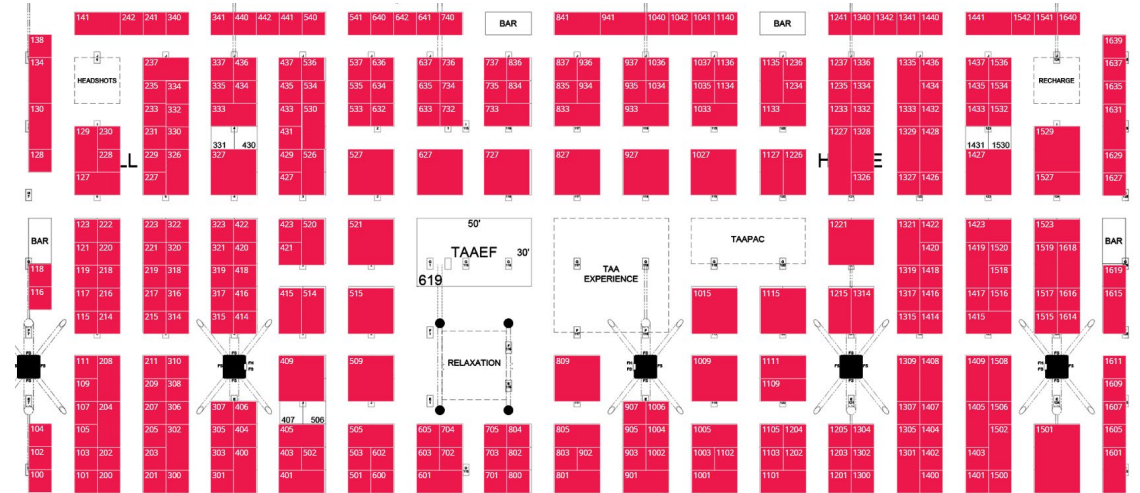 141 242 241 340 341 440 442 441 540 541 640 642 641 740 BAR 841 941 1040 1042 1041 1140 BAR 1241 1340 1342 1341 1440 1441 1542 1541 1640
138 1639
134 HEADSHOTS 237 337 436 437 536 537 636 637 736 737 836 837 936 937 1036 1037 1136 1135 1236 1237 1336 1335 1436 1437 1536 RECHARGE 1637
235 334 335 434 435 534 535 634 635 734 735 834 835 934 935 1034 1035 1134 1234 1235 1334 1335 1434 1435 1534 1635
130 233 332 333 433 530 533 632 633 732 733 833 933 1033 1133 1233 1332 1333 1432 1433 1532 1631
129 230 231 330 331 430 431 1227 1328 1329 1428 1431 1530 1529
128 228 229 326 LL 327 429 526 527 627 727 827 927 1027 1127 1226 H E 1427 1629
127 227 427 1326 1327 1426 1527 1627
BAR 123 222 223 322 323 422 423 520 521 50' 1221 1321 1422 1423 1523 BAR
121 220 221 320 321 420 421 TAAEF 30' TAA EXPERIENCE TAAPAC 1420 1419 1520 1519 1618
118 119 218 219 318 319 418 619 1319 1418 1518 1619
116 117 216 217 316 317 416 415 514 515 1015 1115 1215 1314 1317 1416 1417 1516 1517 1616 1615
115 214 215 314 315 414 1315 1414 1415 1515 1614
111 208 211 310 409 509 RELAXATION 809 1009 1111 1309 1408 1409 1508 1611
109 209 308 1109 1609
107 204 207 306 307 406 407 506 907 1006 1307 1407 1405 1506 1607
104 205 302 305 404 405 505 605 704 705 804 805 905 1004 1005 1105 1204 1205 1304 1305 1404 1502 1501 1605
102 103 202 303 400 403 502 503 602 603 702 703 802 803 902 903 1002 1003 1102 1103 1202 1203 1302 1303 1403 1601
100 101 200 201 300 301 401 501 600 601 701 800 801 901 1001 1101 1201 1300 1301 1400 1401 1500